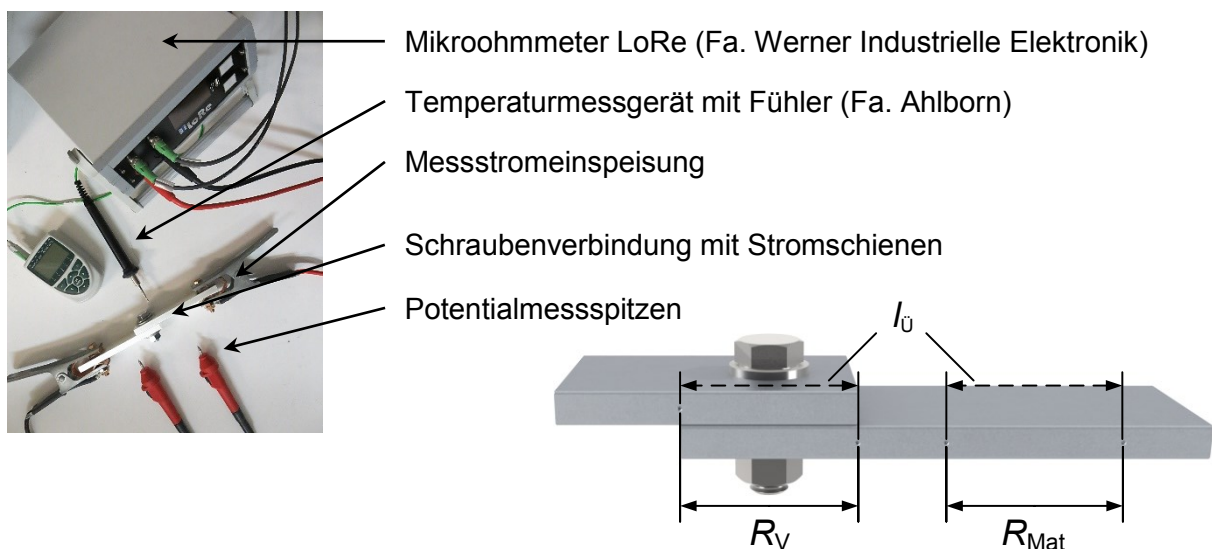 Mikroohmmeter LoRe (Fa. Werner Industrielle Elektronik)
Temperaturmessgerät mit Fühler (Fa. Ahlborn)
Messstromeinspeisung
Schraubenverbindung mit Stromschienen
Potentialmessspitzen
LoRe
lÜ
RV
RMat